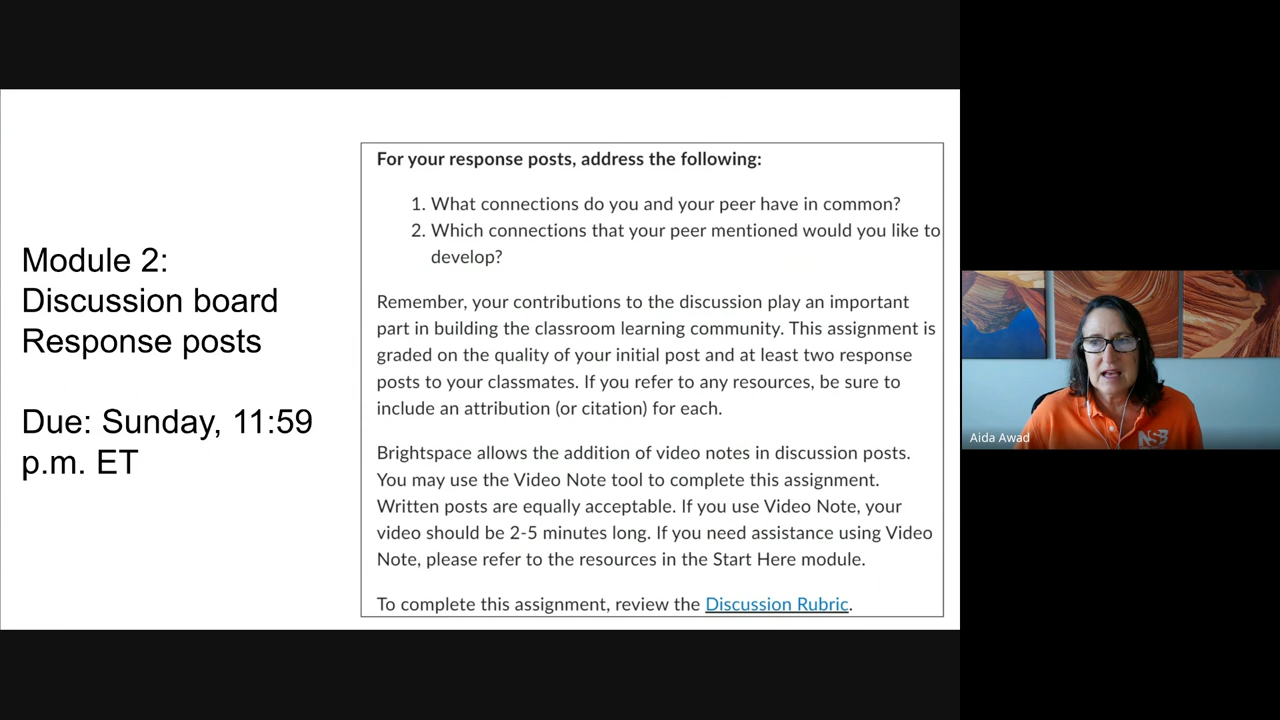 Module 2:
Discussion board
Response posts
Due: Sunday, 11:59
p.m. ET
For your response posts, address the following:
1. What connections do you and your peer have in common?
2. Which connections that your peer mentioned would you like to
develop?
Remember, your contributions to the discussion play an important
part in building the classroom learning community. This assignment is
graded on the quality of your initial post and at least two response
posts to your classmates. If you refer to any resources, be sure to
include an attribution (or citation) for each.
Brightspace allows the addition of video notes in discussion posts.
You may use the Video Note tool to complete this assignment.
Written posts are equally acceptable. If you use Video Note, your
video should be 2-5 minutes long. If you need assistance using Video
Note, please refer to the resources in the Start Here module.
To complete this assignment, review the Discussion Rubric.
Aida Awad
NSB